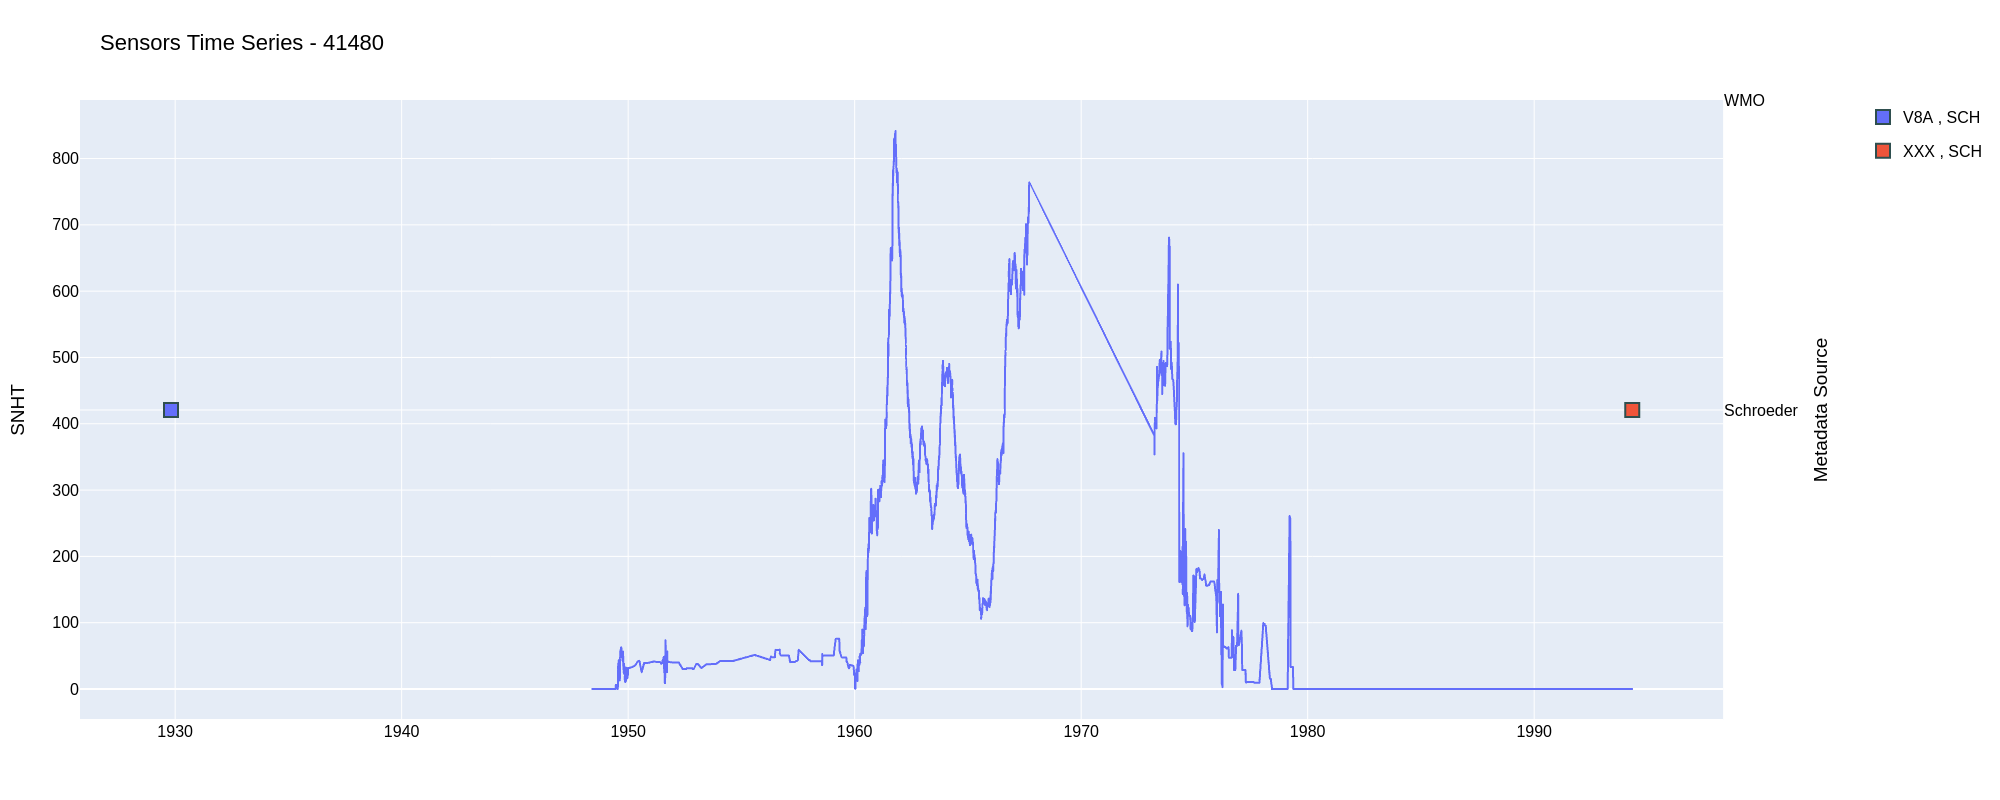 Sensors Time Series - 41480
WMO
V8A , SCH
XXX , SCH
800
700
600
500
400
300
200
100
0
SNHT
Schroeder
Metadata Source
1930
1940
1950
1960
1970
1980
1990